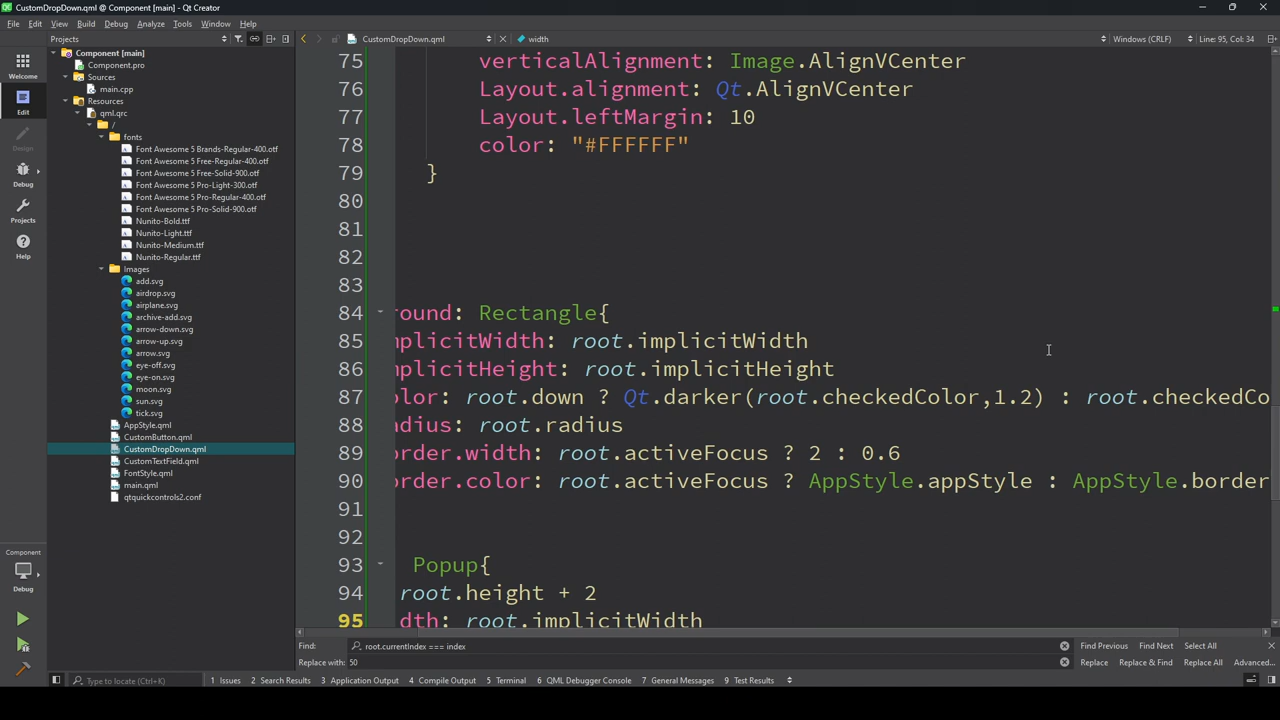 CustomDropDown.qml @ Component [main] - Qt Creator
File Edit View Build Debug Analyze Tools Window Help
Projects
CustomDropDown.qml
width
Windows (CRLF)
Line: 95, Col: 34
Welcome
Edit
Design
Debug
Projects
Help
Component
Debug
Component [main]
Component.pro
Sources
main.cpp
Resources
qml.qrc
/
fonts
Font Awesome 5 Brands-Regular-400.otf
Font Awesome 5 Free-Regular-400.otf
Font Awesome 5 Free-Solid-900.otf
Font Awesome 5 Pro-Light-300.otf
Font Awesome 5 Pro-Regular-400.otf
Font Awesome 5 Pro-Solid-900.otf
Nunito-Bold.ttf
Nunito-Light.ttf
Nunito-Medium.ttf
Nunito-Regular.ttf
Images
add.svg
airdrop.svg
airplane.svg
archive-add.svg
arrow-down.svg
arrow-up.svg
arrow.svg
eye-off.svg
eye-on.svg
moon.svg
sun.svg
tick.svg
AppStyle.qml
CustomButton.qml
CustomDropDown.qml
CustomTextField.qml
FontStyle.qml
main.qml
qtquickcontrols2.conf
75 verticalAlignment: Image.AlignVCenter
76 Layout.alignment: Qt.AlignVCenter
77 Layout.leftMargin: 10
78 color: "#FFFFFF"
79 }
80
81
82
83
84 round: Rectangle{
85 mplicitWidth: root.implicitWidth
86 mplicitHeight: root.implicitHeight
87 olor: root.down ? Qt.darker(root.checkedColor,1.2) : root.checkedCo
88 adius: root.radius
89 order.width: root.activeFocus ? 2 : 0.6
90 order.color: root.activeFocus ? AppStyle.appStyle : AppStyle.border
91
92
93 Popup{
94 root.height + 2
95 dth: root.implicitWidth
Find: root.currentIndex === index
Find Previous Find Next Select All
Replace with: 50
Replace Replace & Find Replace All Advanced...
Type to locate (Ctrl+K)
1 Issues 2 Search Results 3 Application Output 4 Compile Output 5 Terminal 6 QML Debugger Console 7 General Messages 9 Test Results